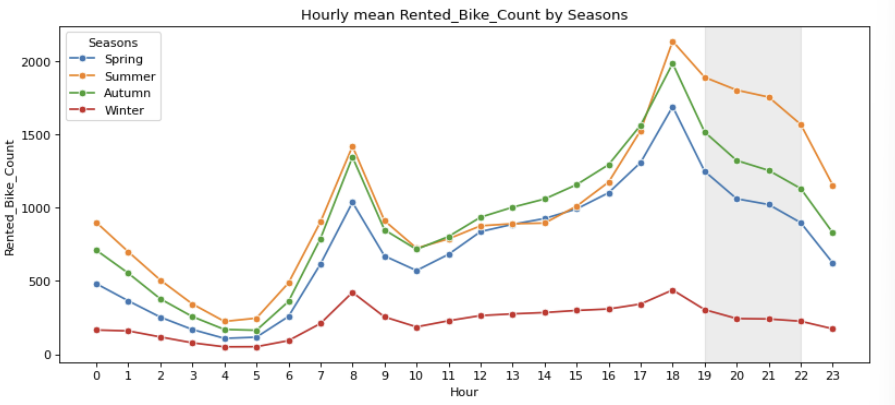 Hourly mean Rented_Bike_Count by Seasons
Seasons
Spring
Summer
Autumn
Winter
Rented_Bike_Count
2000
1500
1000
500
0
0 1 2 3 4 5 6 7 8 9 10 11 12 13 14 15 16 17 18 19 20 21 22 23
Hour